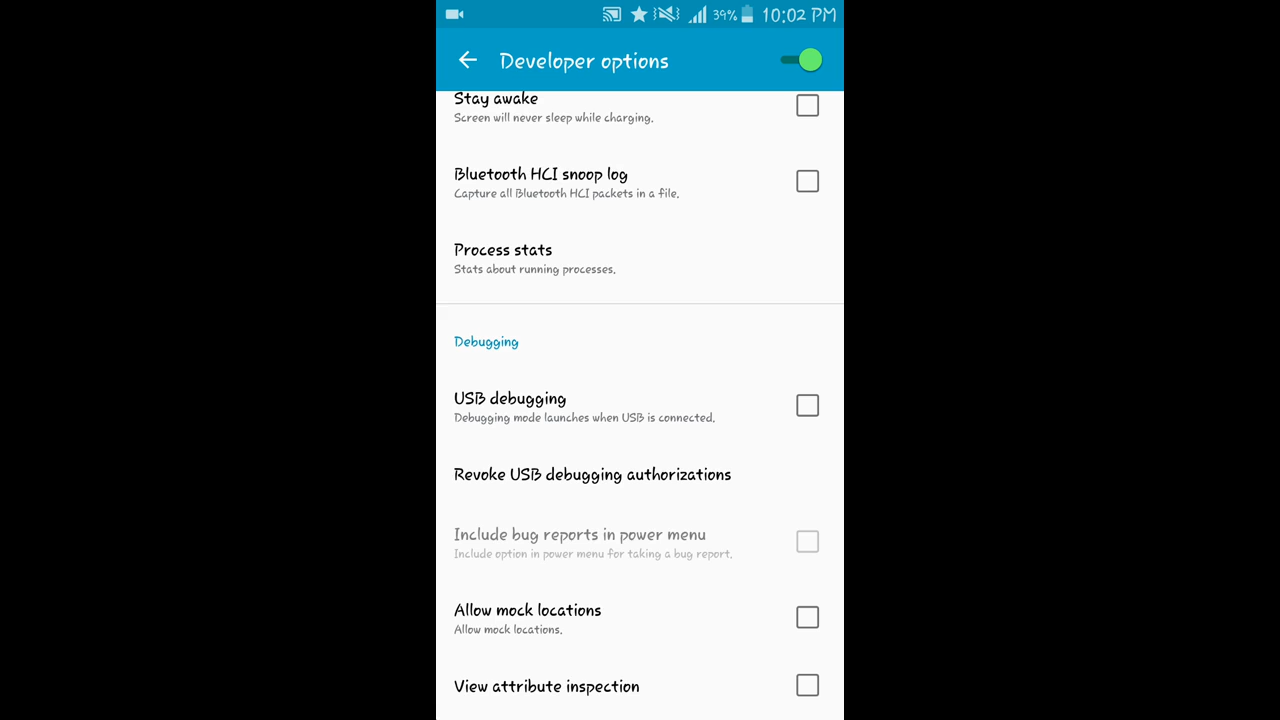 39% 10:02 PM
Developer options
Stay awake
Screen will never sleep while charging.
Bluetooth HCI snoop log
Capture all Bluetooth HCI packets in a file.
Process stats
Stats about running processes.
Debugging
USB debugging
Debugging mode launches when USB is connected.
Revoke USB debugging authorizations
Include bug reports in power menu
Include option in power menu for taking a bug report.
Allow mock locations
Allow mock locations.
View attribute inspection